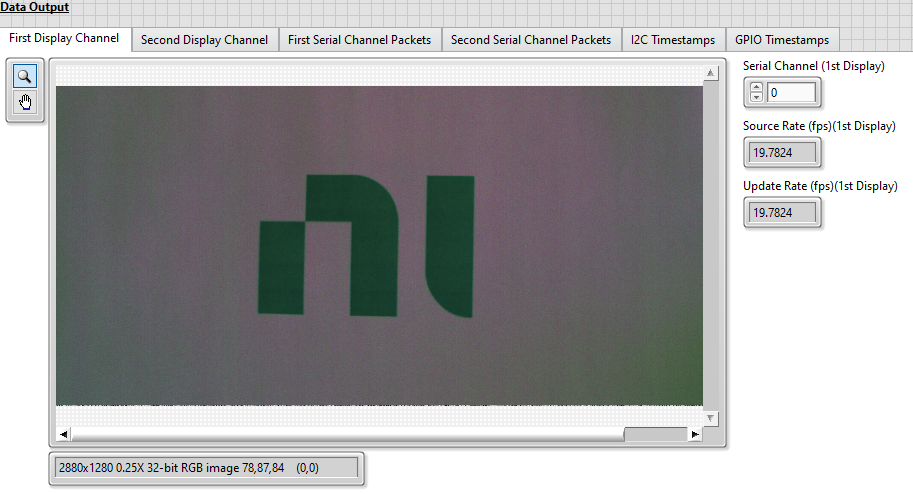 Data Output
First Display Channel
Second Display Channel
First Serial Channel Packets
Second Serial Channel Packets
I2C Timestamps
GPIO Timestamps
Serial Channel (1st Display)
0
Source Rate (fps)(1st Display)
19.7824
Update Rate (fps)(1st Display)
19.7824
ni
2880x1280 0.25X 32-bit RGB image 78,87,84 (0,0)